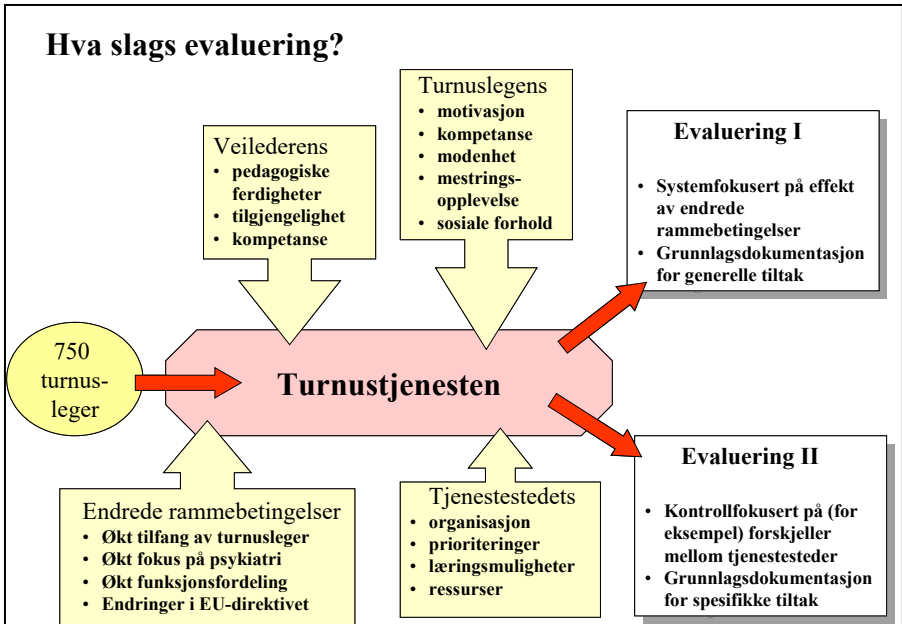 Hva slags evaluering?
Veilederens
• pedagogiske
ferdigheter
• tilgjengelighet
• kompetanse
Turnuslegens
• motivasjon
• kompetanse
• modenhet
• mestrings-
opplevelse
• sosiale forhold
Evaluering I
• Systemfokusert på effekt
av endrede
rammebetingelser
• Grunnlagsdokumentasjon
for generelle tiltak
750
turnus-
leger
Turnustjenesten
Endrede rammebetingelser
• Økt tilfang av turnusleger
• Økt fokus på psykiatri
• Økt funksjonsfordeling
• Endringer i EU-direktivet
Tjenestestedets
• organisasjon
• prioriteringer
• læringsmuligheter
• ressurser
Evaluering II
• Kontrollfokusert på (for
eksempel) forskjeller
mellom tjenestesteder
• Grunnlagsdokumentasjon
for spesifikke tiltak